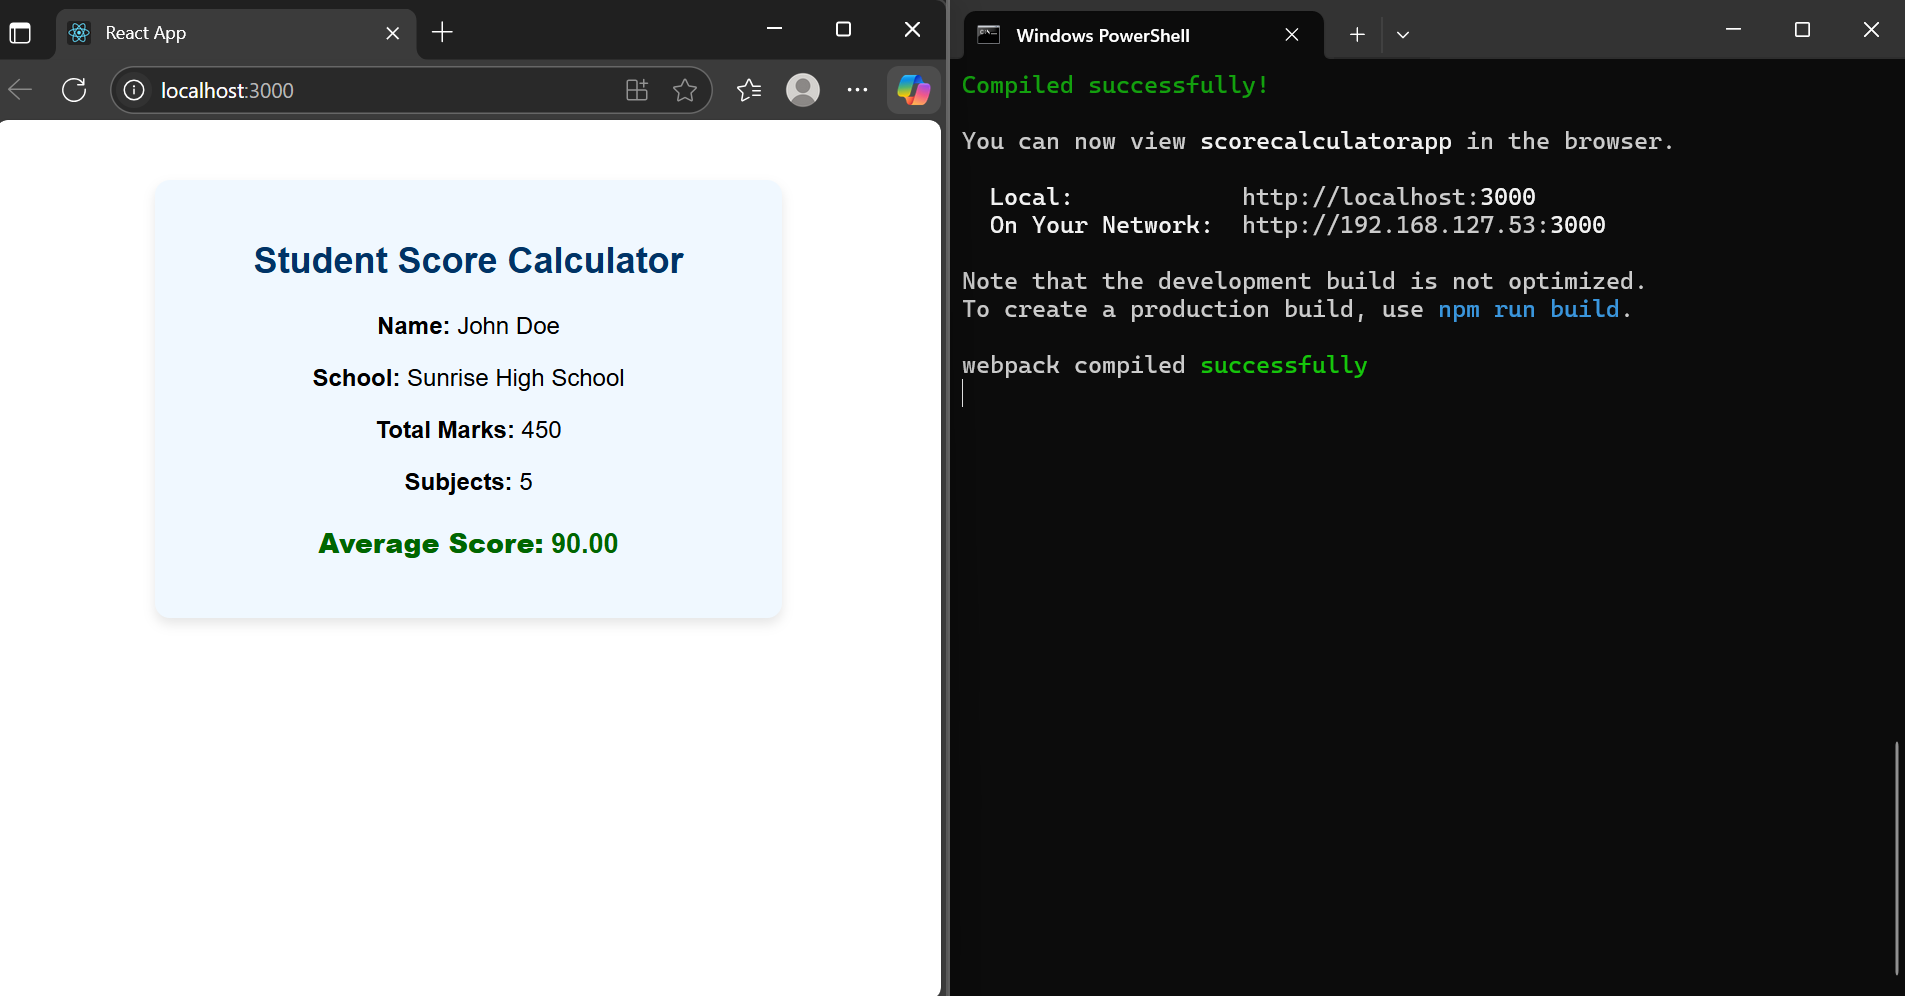 React App
localhost:3000
Student Score Calculator
Name: John Doe
School: Sunrise High School
Total Marks: 450
Subjects: 5
Average Score: 90.00
Windows PowerShell
Compiled successfully!
You can now view scorecalculatorapp in the browser.
Local: http://localhost:3000
On Your Network: http://192.168.127.53:3000
Note that the development build is not optimized.
To create a production build, use npm run build.
webpack compiled successfully